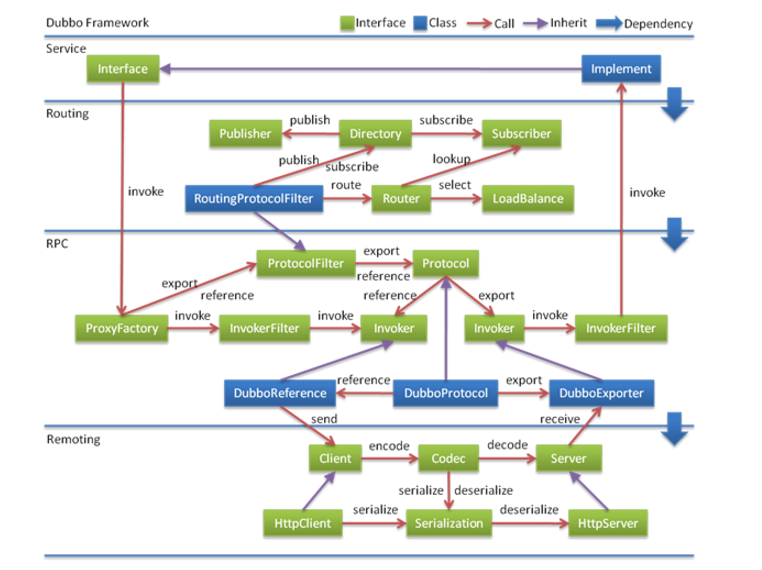 Dubbo Framework
Interface Class Call Inherit Dependency
Service
Interface Implement
Routing
publish subscribe
Publisher Directory Subscriber
publish subscribe lookup
route select
invoke invoke
RoutingProtocolFilter Router LoadBalance
RPC
export
ProtocolFilter Protocol
reference
export reference reference export
invoke invoke invoke
ProxyFactory InvokerFilter Invoker Invoker InvokerFilter
reference export
DubboReference DubboProtocol DubboExporter
send receive
Remoting
encode decode
Client Codec Server
serialize deserialize
serialize deserialize
HttpClient Serialization HttpServer